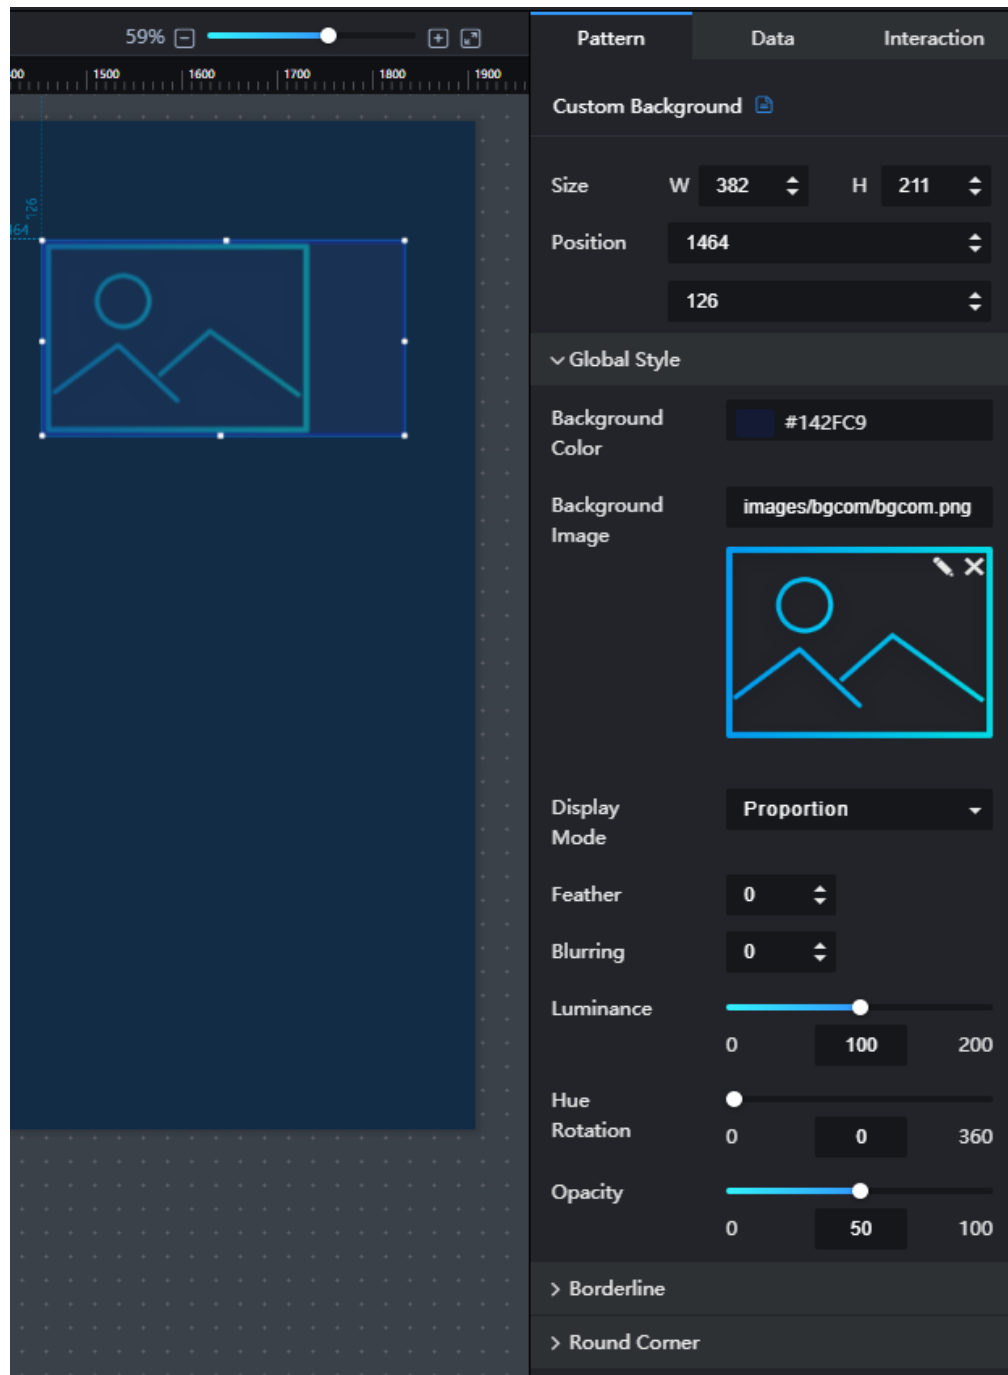 59%
Pattern Data Interaction
1500 1600 1700 1800 1900
Custom Background
Size W 382 H 211
126
Position 1464
126
Global Style
Background
Color
#142FC9
Background
Image
images/bgcom/bgcom.png
Display
Mode
Proportion
Feather 0
Blurring 0
Luminance
0 100 200
Hue
Rotation
0 0 360
Opacity
0 50 100
Borderline
Round Corner